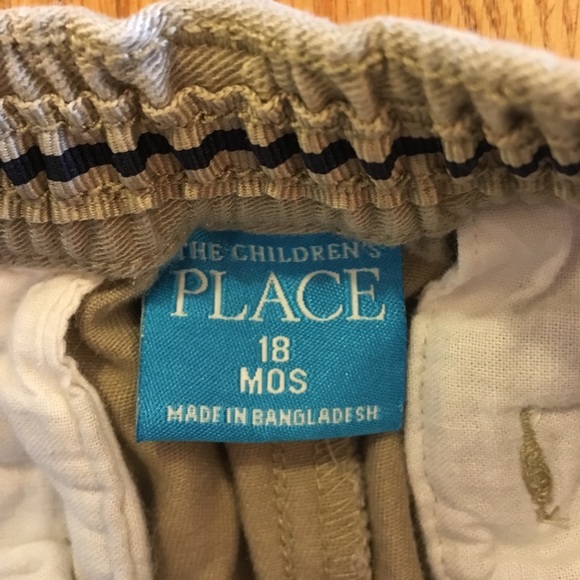 THE CHILDREN'S
PLACE
18
MOS
MADE IN BANGLADESH